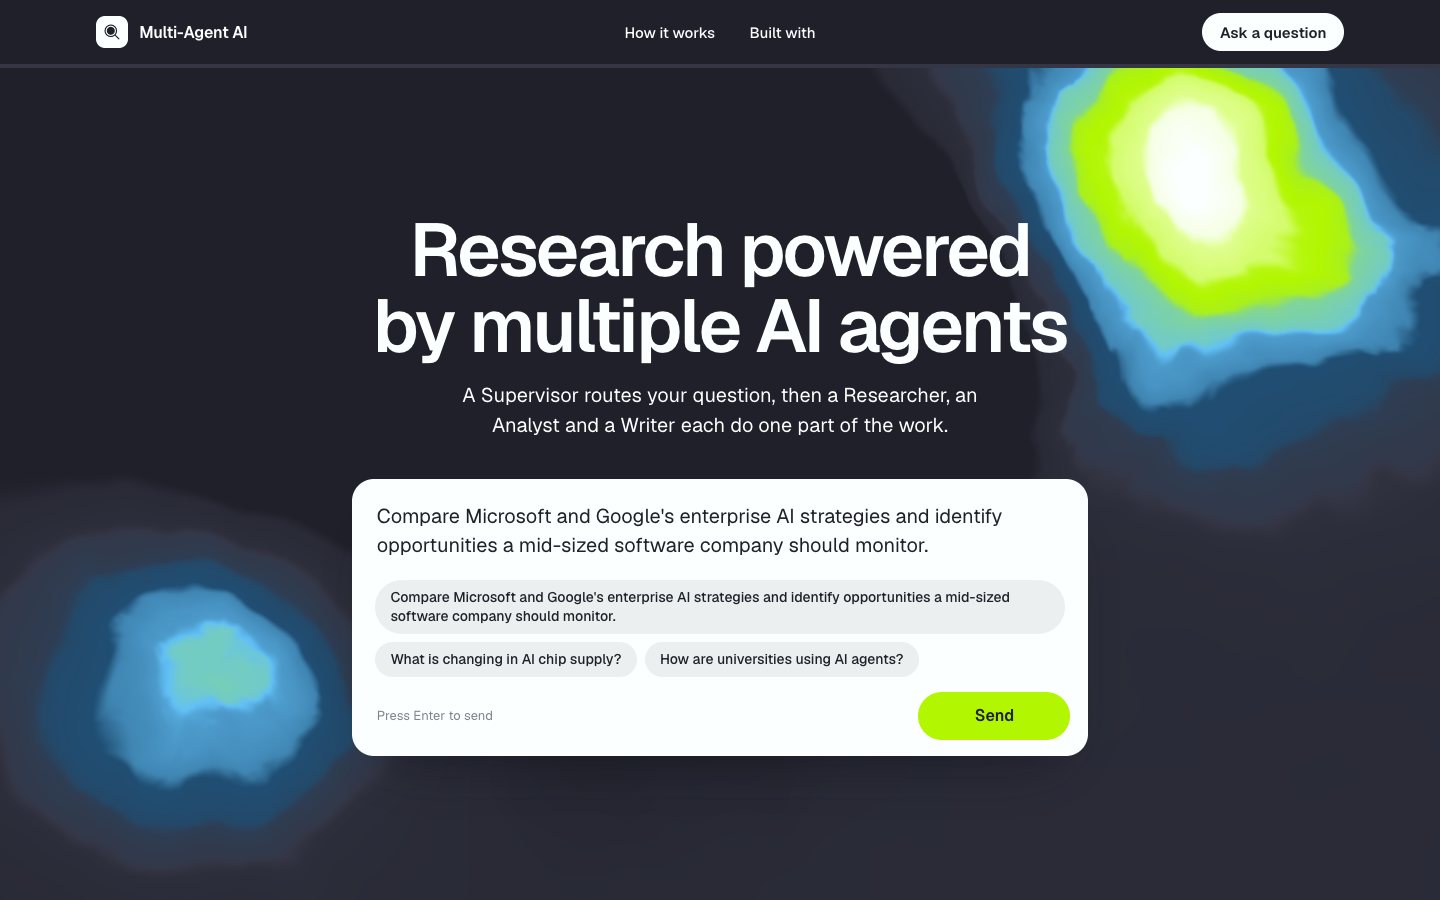 Multi-Agent AI
How it works
Built with
Ask a question
Research powered
by multiple AI agents
A Supervisor routes your question, then a Researcher, an
Analyst and a Writer each do one part of the work.
Compare Microsoft and Google's enterprise AI strategies and identify
opportunities a mid-sized software company should monitor.
Compare Microsoft and Google's enterprise AI strategies and identify opportunities a mid-sized
software company should monitor.
What is changing in AI chip supply?
How are universities using AI agents?
Press Enter to send
Send